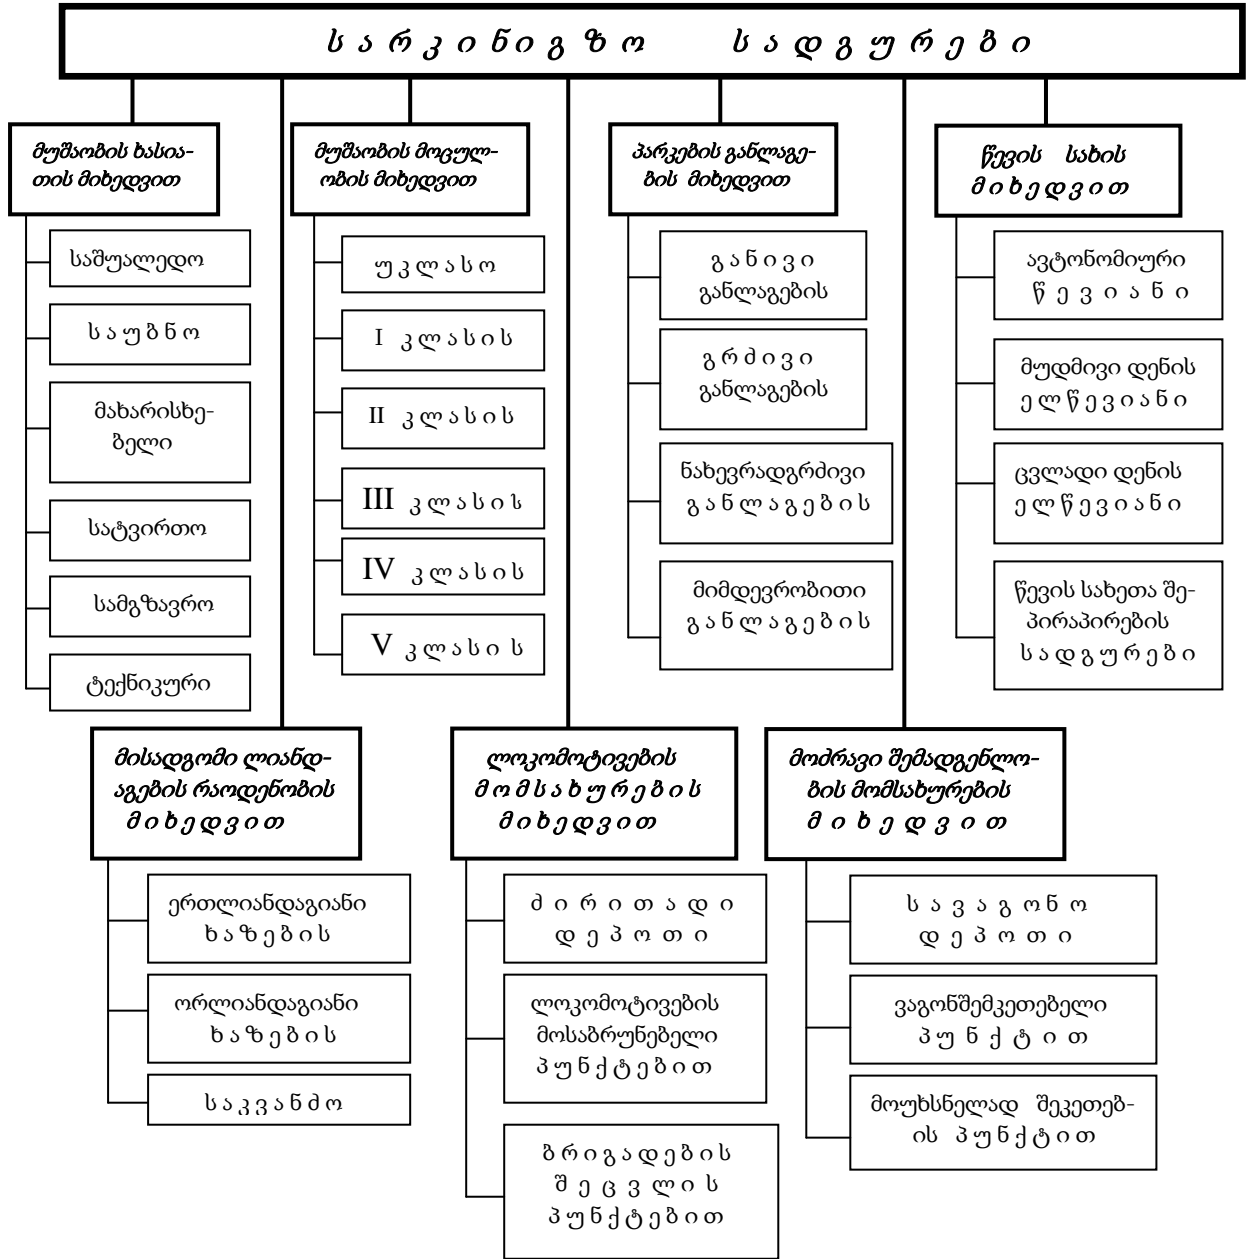 სარკინიგზო სადგურები
მუშაობის ხასია-
თის მიხედვით
საშუალედო
საუბნო
მახარისხე-
ბელი
სატვირთო
სამგზავრო
ტექნიკური
მუშაობის მოცულ-
ობის მიხედვით
უკლასო
I კლასის
II კლასის
III კლასის
IV კლასის
V კლასის
პარკების განლაგე-
ბის მიხედვით
განივი
განლაგების
გრძივი
განლაგების
ნახევრადგრძივი
განლაგების
მიმდევრობითი
განლაგების
წევის სახის
მიხედვით
ავტონომიური
წევიანი
მუდმივი დენის
ელწევიანი
ცვლადი დენის
ელწევიანი
წევის სახეთა შე-
პირაპირების
სადგურები
მისადგომი ლიანდ-
აგების რაოდენობის
მიხედვით
ერთლიანდაგიანი
ხაზების
ორლიანდაგიანი
ხაზების
საკვანძო
ლოკომოტივების
მომსახურების
მიხედვით
ძირითადი
დეპოთი
ლოკომოტივების
მოსაბრუნებელი
პუნქტებით
ბრიგადების
შეცვლის
პუნქტებით
მოძრავი შემადგენლო-
ბის მომსახურების
მიხედვით
სავაგონო
დეპოთი
ვაგონშემკეთებელი
პუნქტით
მოუხსნელად შეკეთებ-
ის პუნქტით